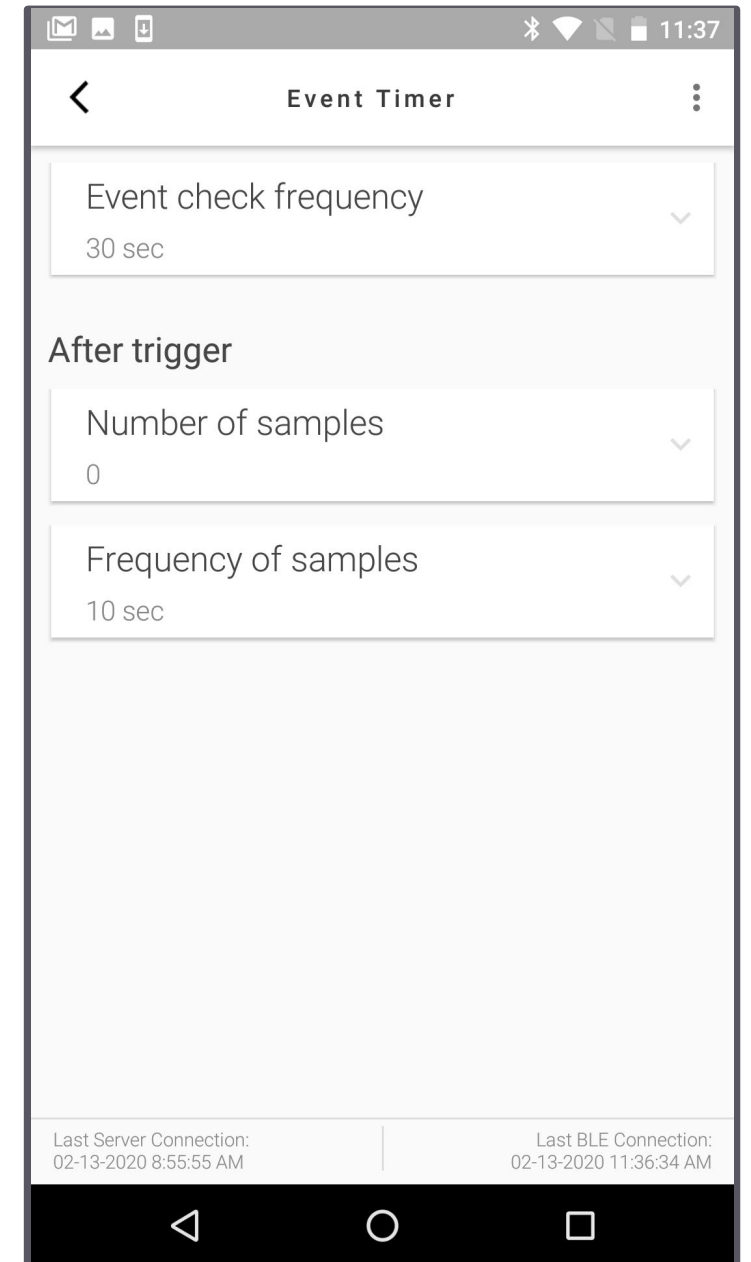 11:37
Event Timer
Event check frequency
30 sec
After trigger
Number of samples
0
Frequency of samples
10 sec
Last Server Connection:
02-13-2020 8:55:55 AM
Last BLE Connection:
02-13-2020 11:36:34 AM